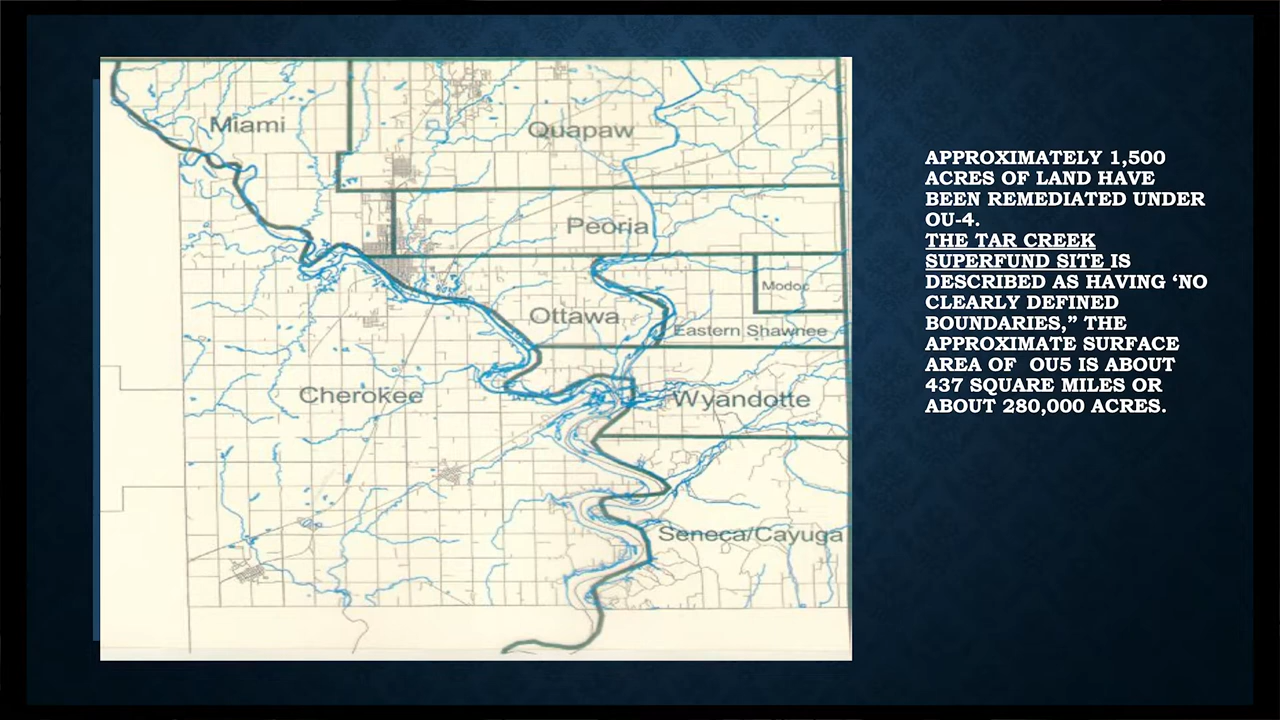 Miami
Quapaw
Peoria
Modoc
Ottawa
Eastern Shawnee
Cherokee
Wyandotte
Seneca/Cayuga
APPROXIMATELY 1,500
ACRES OF LAND HAVE
BEEN REMEDIATED UNDER
OU-4.
THE TAR CREEK
SUPERFUND SITE IS
DESCRIBED AS HAVING ‘NO
CLEARLY DEFINED
BOUNDARIES,” THE
APPROXIMATE SURFACE
AREA OF  OU5 IS ABOUT
437 SQUARE MILES OR
ABOUT 280,000 ACRES.